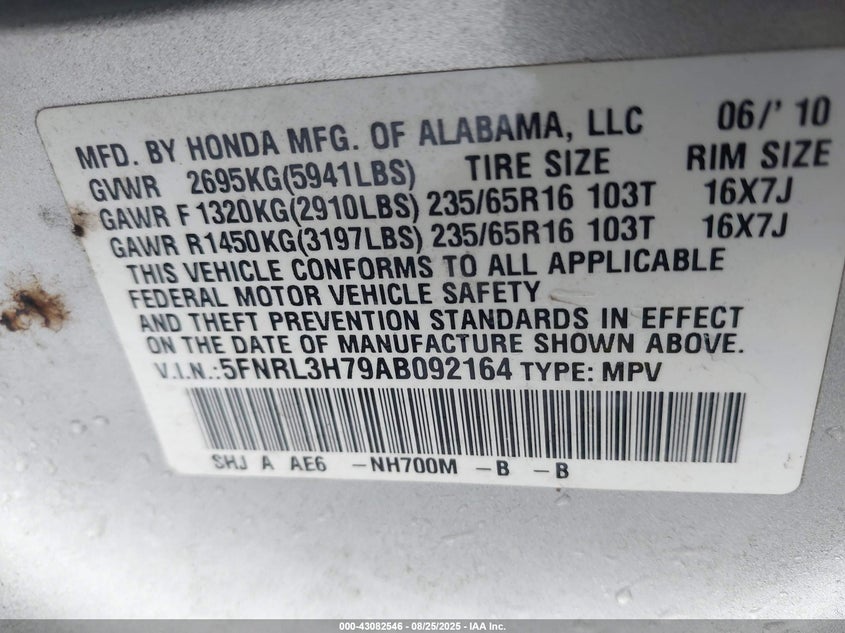 MFD. BY HONDA MFG. OF ALABAMA, LLC 06/' 10
GVWR 2695KG(5941LBS) TIRE SIZE RIM SIZE
GAWR F 1320KG(2910LBS) 235/65R16 103T 16X7J
GAWR R1450KG(3197LBS) 235/65R16 103T 16X7J
THIS VEHICLE CONFORMS TO ALL APPLICABLE
FEDERAL MOTOR VEHICLE SAFETY
AND THEFT PREVENTION STANDARDS IN EFFECT
ON THE DATE OF MANUFACTURE SHOWN ABOVE.
V.I.N.:5FNRL3H79AB092164 TYPE: MPV
SHJ A AE6 -NH700M -B -B
000-43082546 - 08/25/2025 - IAA Inc.